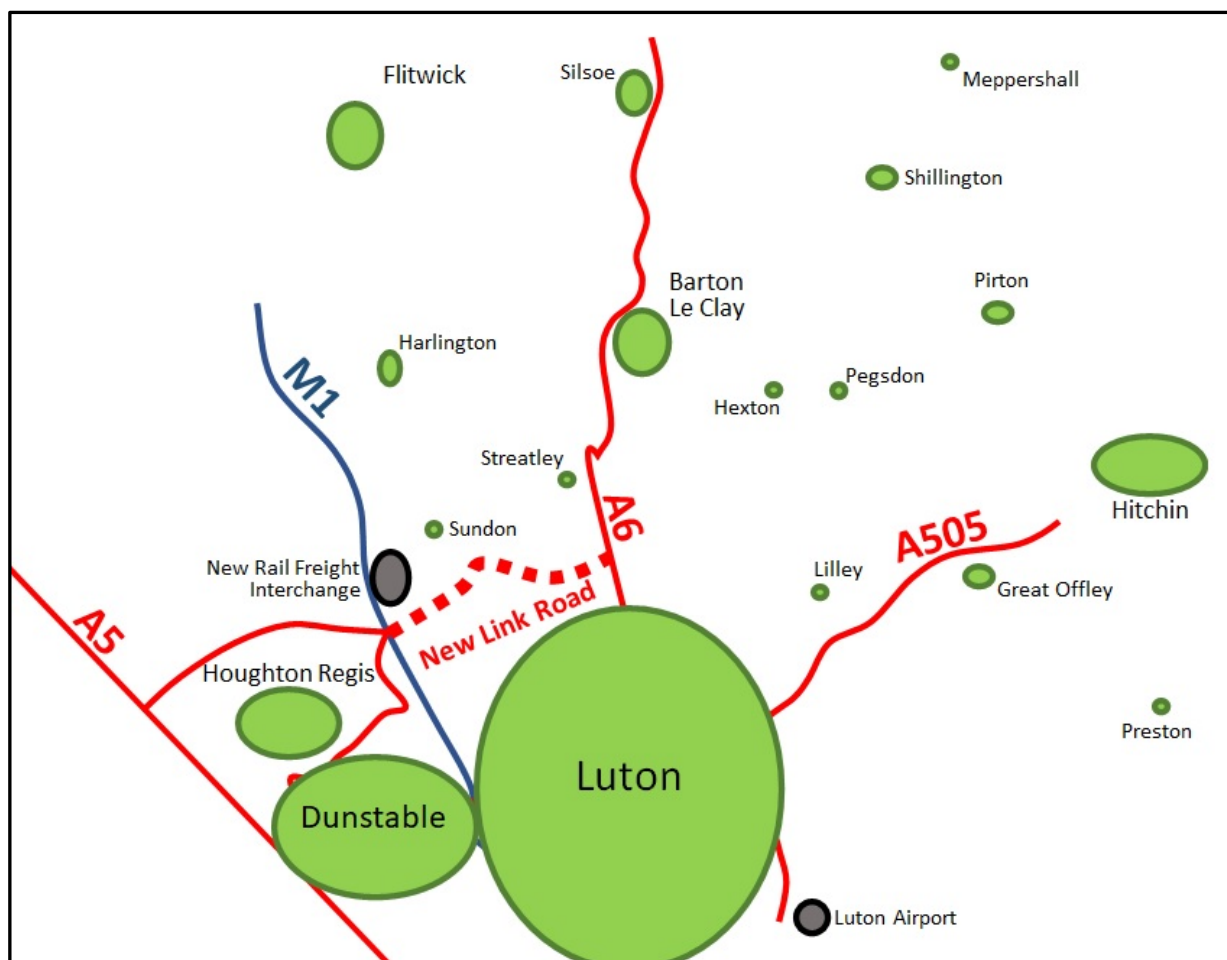 Flitwick
Silsoe
Meppershall
Shillington
Barton
Le Clay
Pirton
Harlington
M1
Hexton
Pegsdon
Streatley
A6
Hitchin
Sundon
A505
New Rail Freight
Interchange
Lilley
Great Offley
A5
New Link Road
Houghton Regis
Preston
Luton
Dunstable
Luton Airport